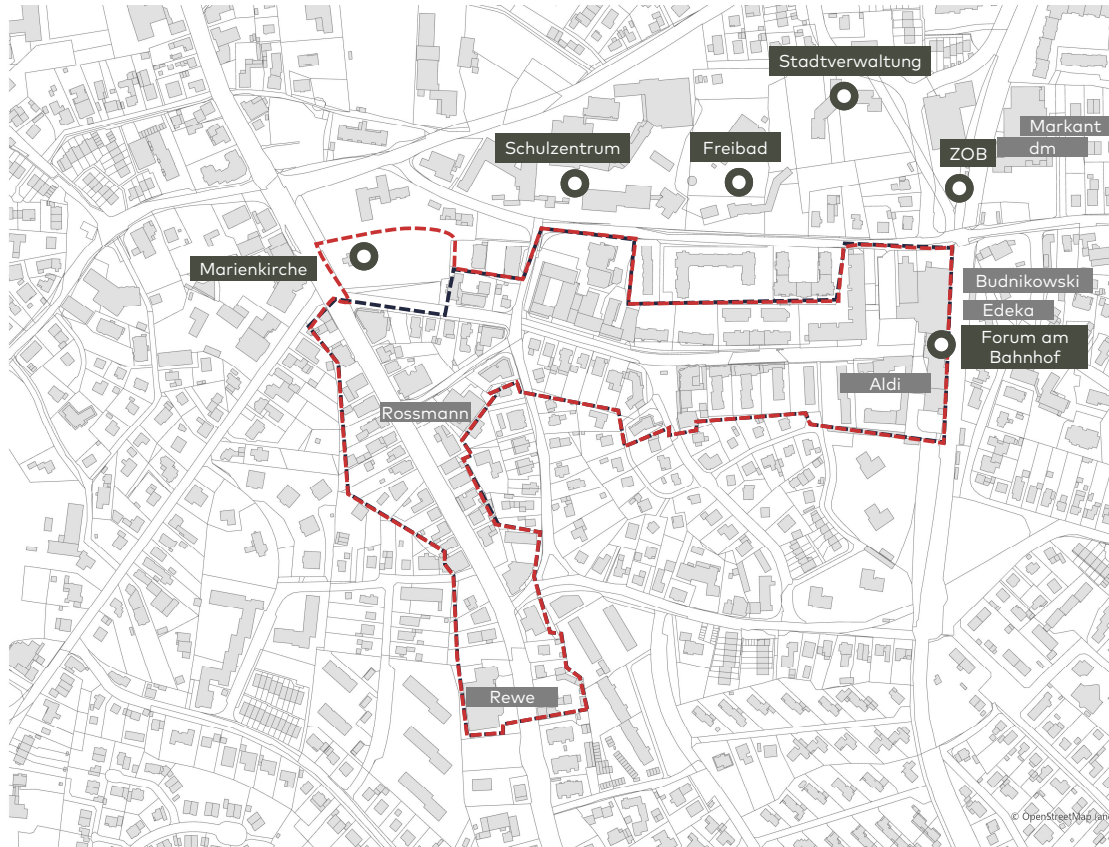 Stadtverwaltung
Markant
dm
Schulzentrum
Freibad
ZOB
Marienkirche
Budnikowski
Edeka
Forum am
Bahnhof
Aldi
Rossmann
Rewe
© OpenStreetMap